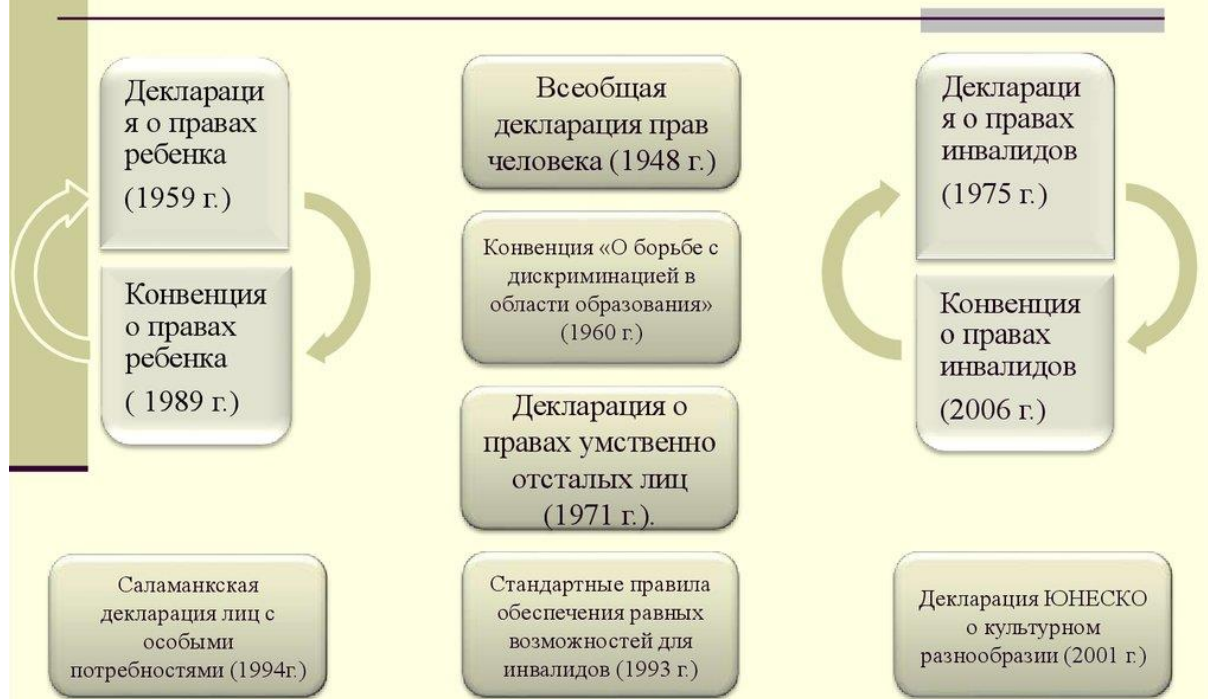 Деклараци
я о правах
ребенка
(1959 г.)
Конвенция
о правах
ребенка
( 1989 г.)
Всеобщая
декларация прав
человека (1948 г.)
Конвенция «О борьбе с
дискриминацией в
области образования»
(1960 г.)
Декларация о
правах умственно
отсталых лиц
(1971 г.).
Деклараци
я о правах
инвалидов
(1975 г.)
Конвенция
о правах
инвалидов
(2006 г.)
Саламанкская
декларация лиц с
особыми
потребностями (1994г.)
Стандартные правила
обеспечения равных
возможностей для
инвалидов (1993 г.)
Декларация ЮНЕСКО
о культурном
разнообразии (2001 г.)